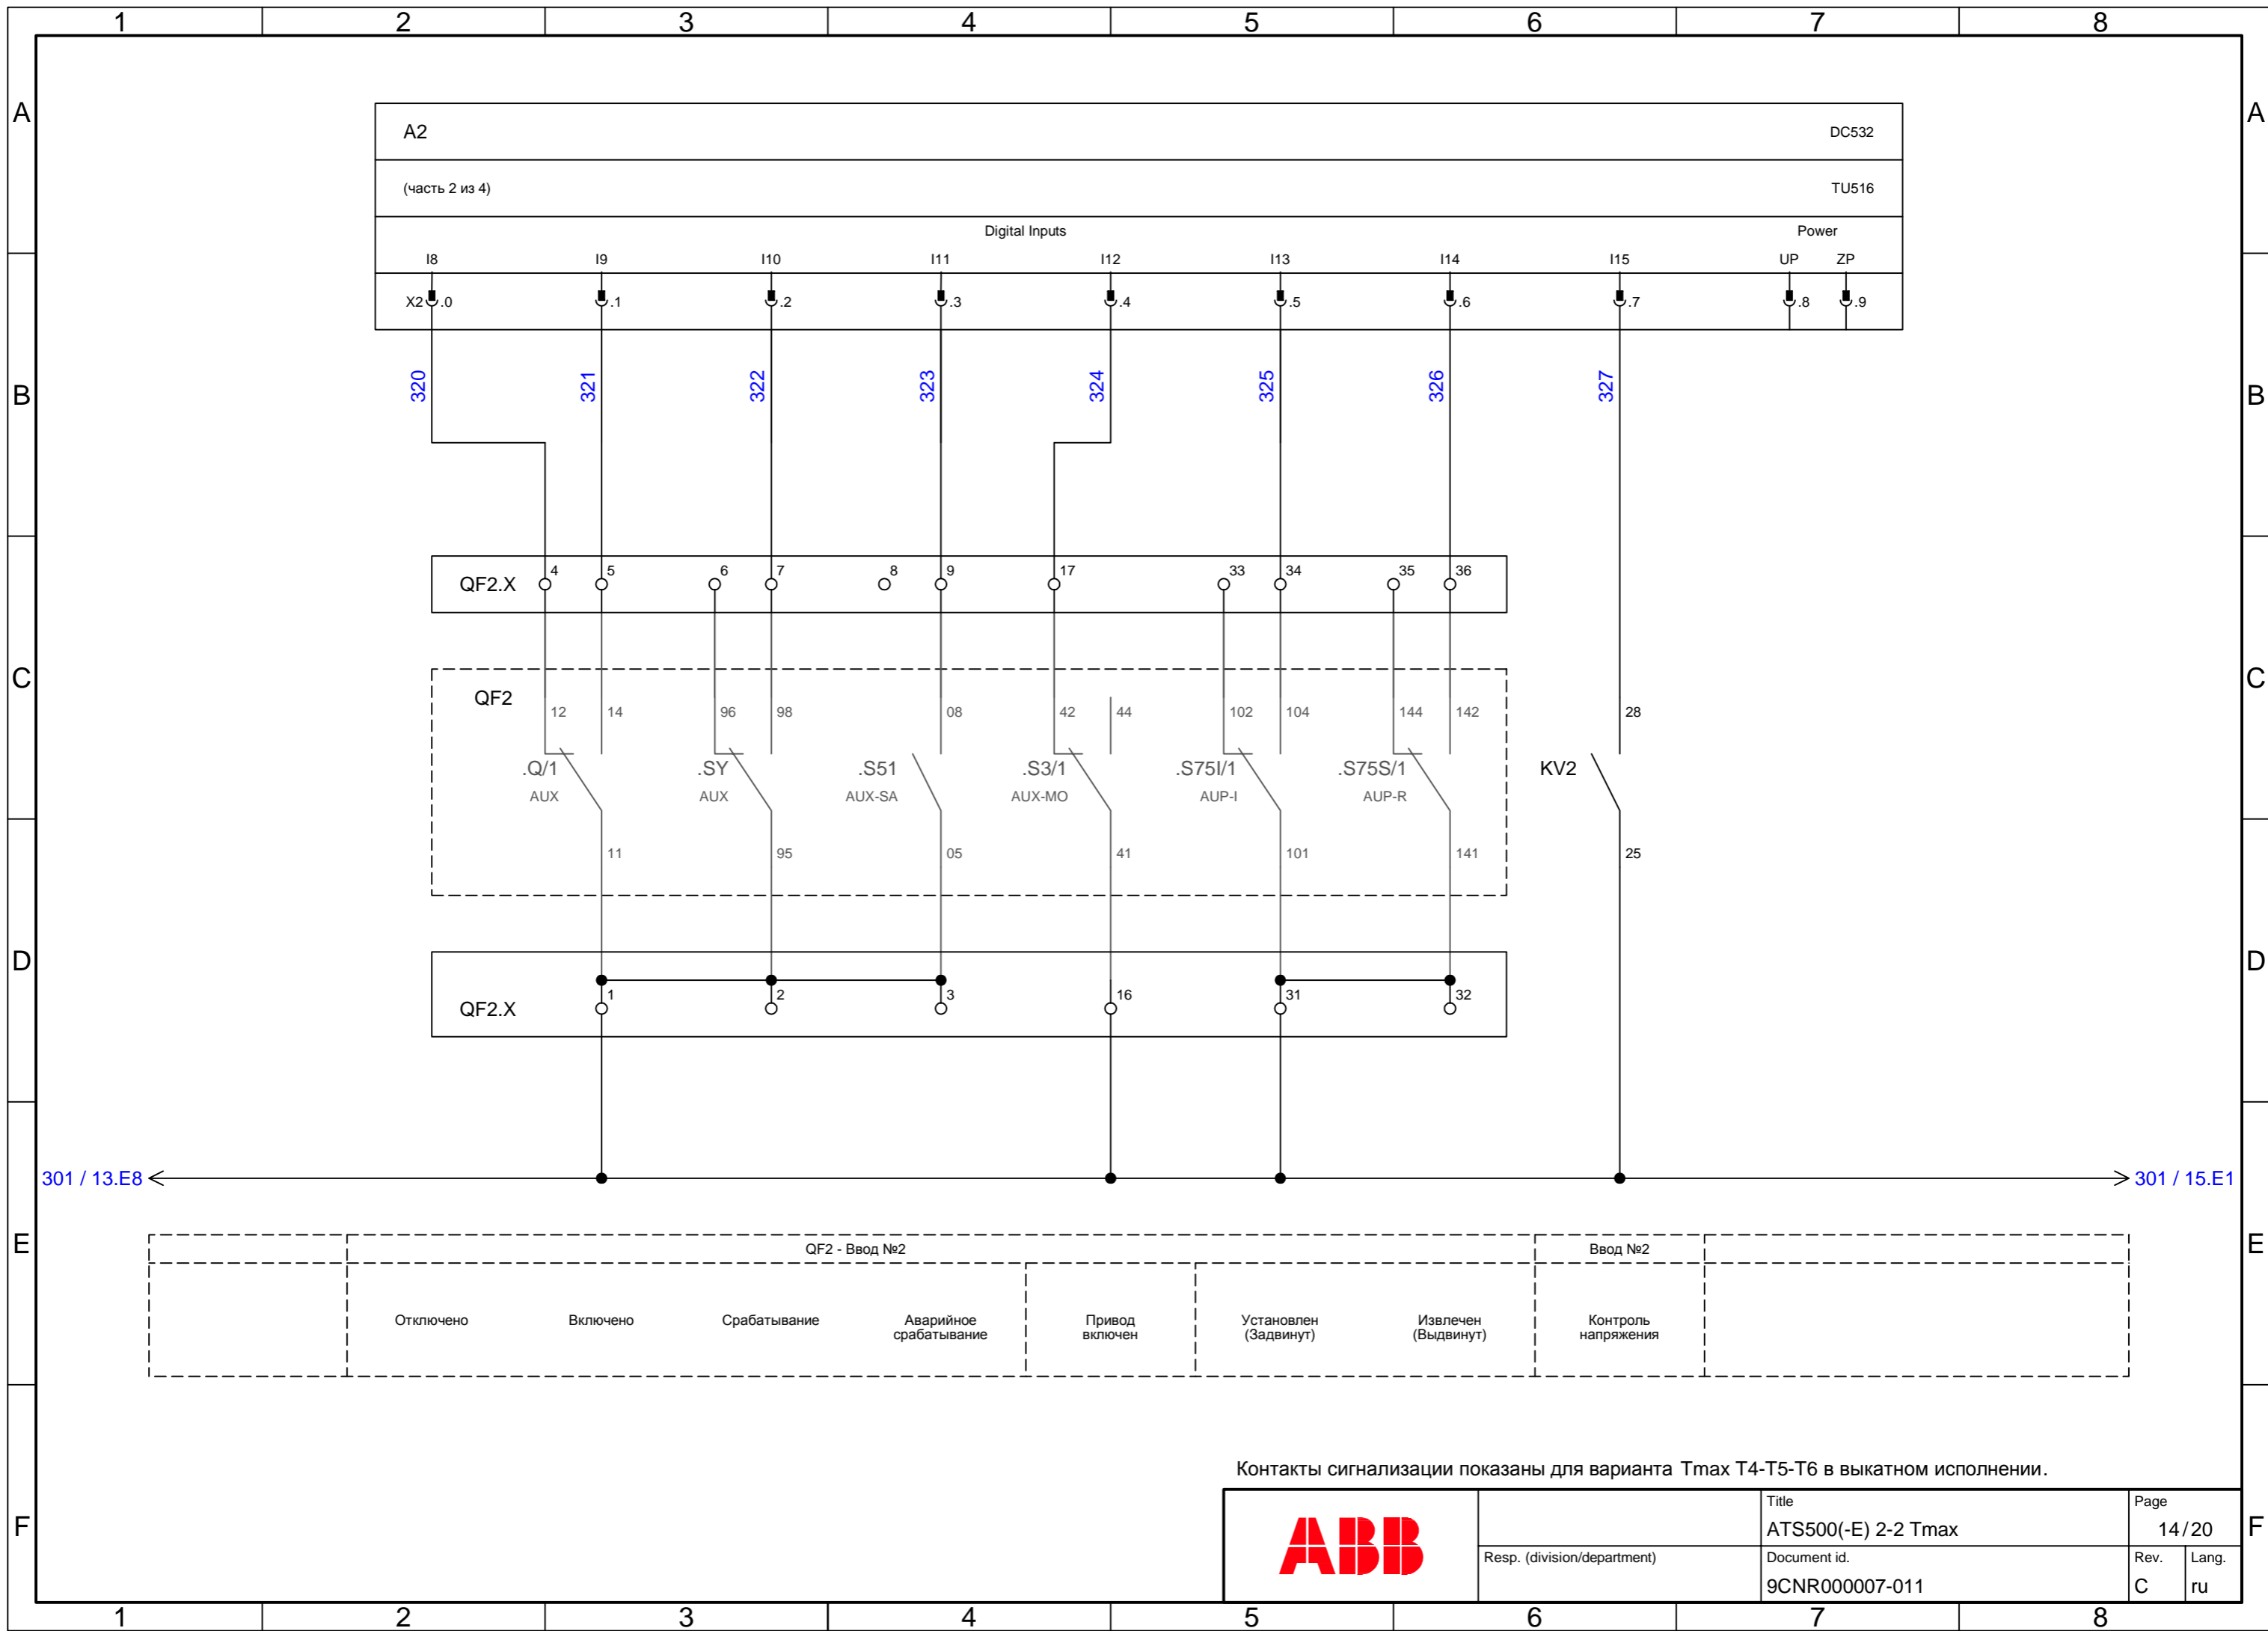 1 2 3 4 5 6 7 8
A A
A2 DC532
(часть 2 из 4) TU516
Digital Inputs Power
I8 I9 I10 I11 I12 I13 I14 I15 UP ZP
X2 .0 .1 .2 .3 .4 .5 .6 .7 .8 .9
320 321 322 323 324 325 326 327
B B
QF2.X 4 5 6 7 8 9 17 33 34 35 36
C C
QF2 12 14 96 98 08 42 44 102 104 144 142 28
.Q/1 .SY .S51 .S3/1 .S75I/1 .S75S/1 KV2
AUX AUX AUX-SA AUX-MO AUP-I AUP-R
11 95 05 41 101 141 25
D D
QF2.X 1 2 3 16 31 32
301 / 13.E8 301 / 15.E1
E E
QF2 - Ввод №2 Ввод №2
Отключено Включено Срабатывание Аварийное срабатывание Привод включен Установлен (Задвинут) Извлечен (Выдвинут) Контроль напряжения
Контакты сигнализации показаны для варианта Tmax T4-T5-T6 в выкатном исполнении.
F F
ABB
Title Page
ATS500(-E) 2-2 Tmax 14/20
Resp. (division/department) Document id. Rev. Lang.
9CNR000007-011 C ru
1 2 3 4 5 6 7 8